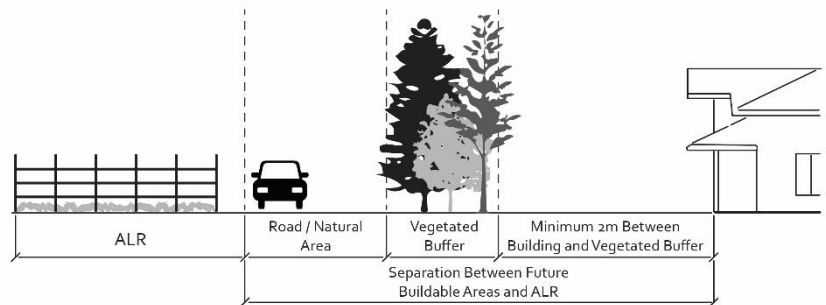 ALR
Road / Natural
Area
Vegetated
Buffer
Minimum 2m Between
Building and Vegetated Buffer
Separation Between Future
Buildable Areas and ALR